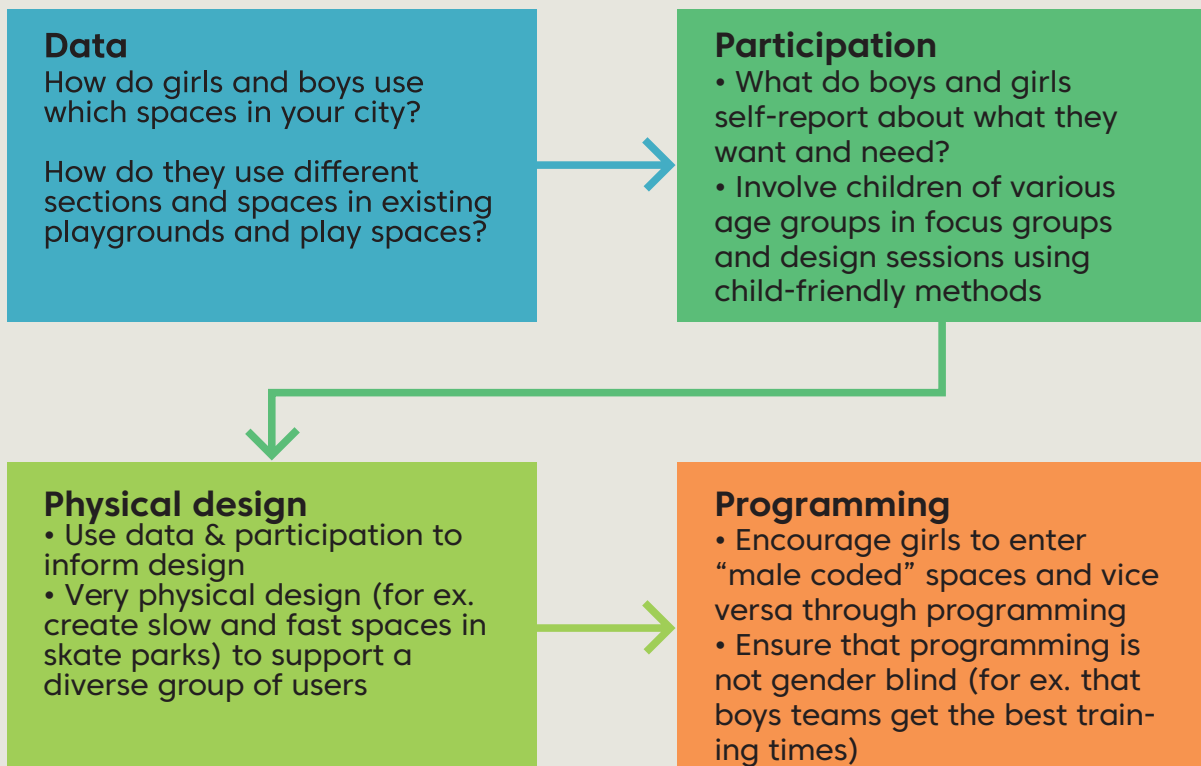 Data
How do girls and boys use
which spaces in your city?
How do they use different
sections and spaces in existing
playgrounds and play spaces?
Participation
• What do boys and girls
self-report about what they
want and need?
• Involve children of various
age groups in focus groups
and design sessions using
child-friendly methods
Physical design
• Use data & participation to
inform design
• Very physical design (for ex.
create slow and fast spaces in
skate parks) to support a
diverse group of users
Programming
• Encourage girls to enter
“male coded” spaces and vice
versa through programming
• Ensure that programming is
not gender blind (for ex. that
boys teams get the best train-
ing times)